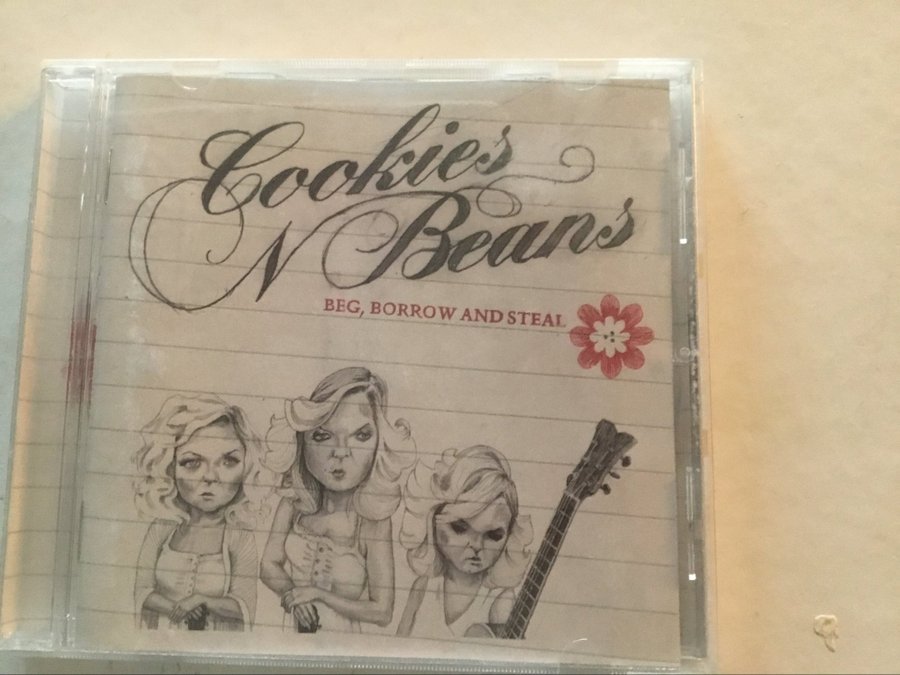 Cookies
N Beans
BEG, BORROW AND STEAL